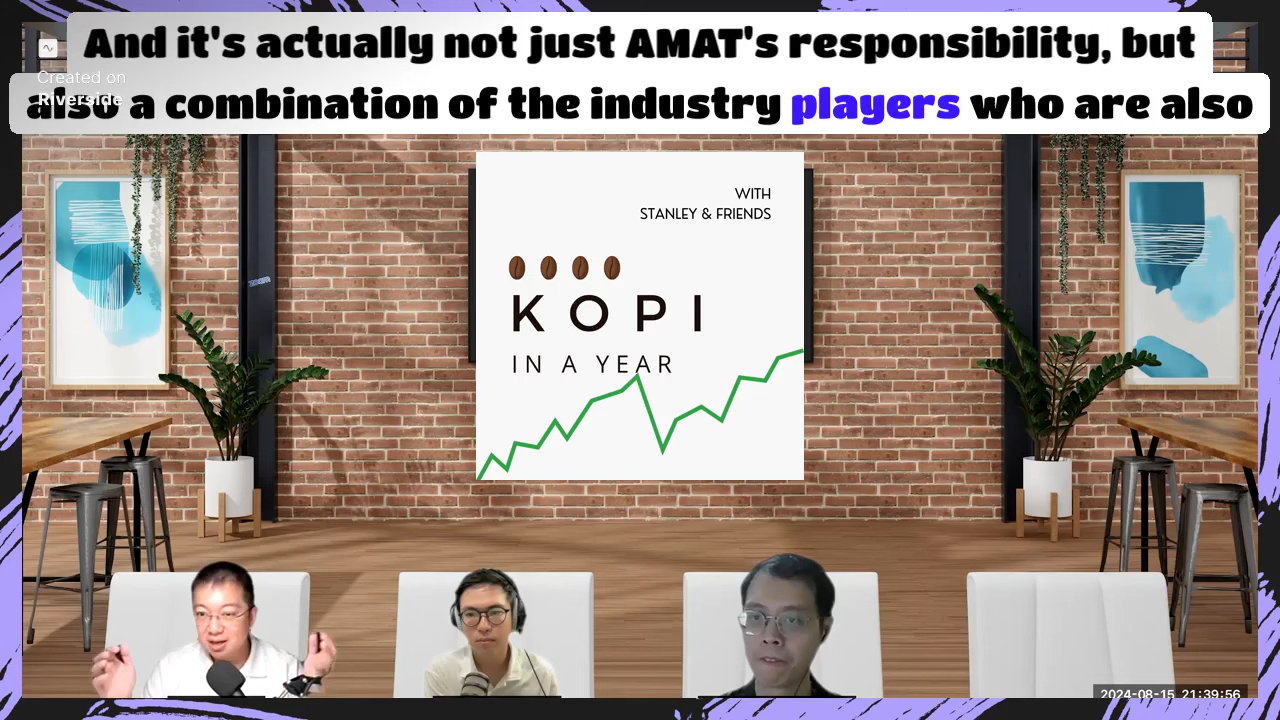 And it's actually not just AMAT's responsibility, but
Created on
Riverside
also a combination of the industry players who are also
WITH
STANLEY & FRIENDS
KOPI
IN A YEAR
2024-08-15 21:39:56